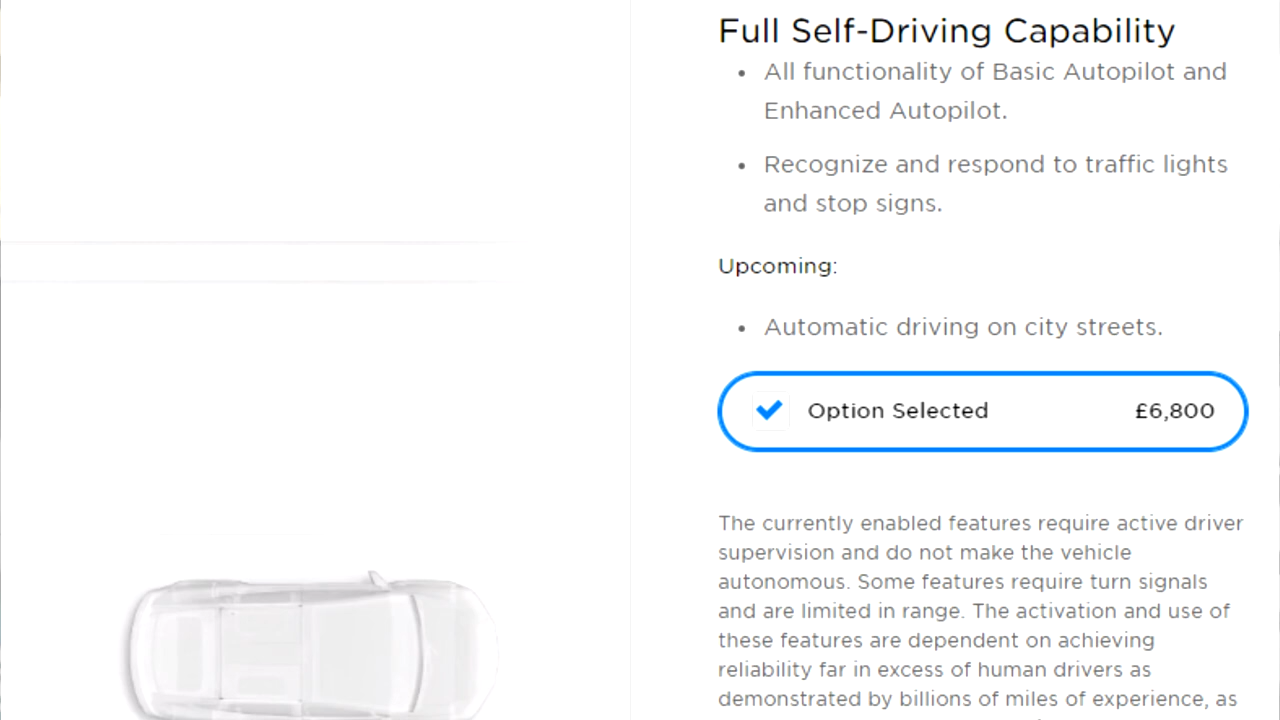 Full Self-Driving Capability
• All functionality of Basic Autopilot and
Enhanced Autopilot.
• Recognize and respond to traffic lights
and stop signs.
Upcoming:
• Automatic driving on city streets.
Option Selected £6,800
The currently enabled features require active driver
supervision and do not make the vehicle
autonomous. Some features require turn signals
and are limited in range. The activation and use of
these features are dependent on achieving
reliability far in excess of human drivers as
demonstrated by billions of miles of experience, as